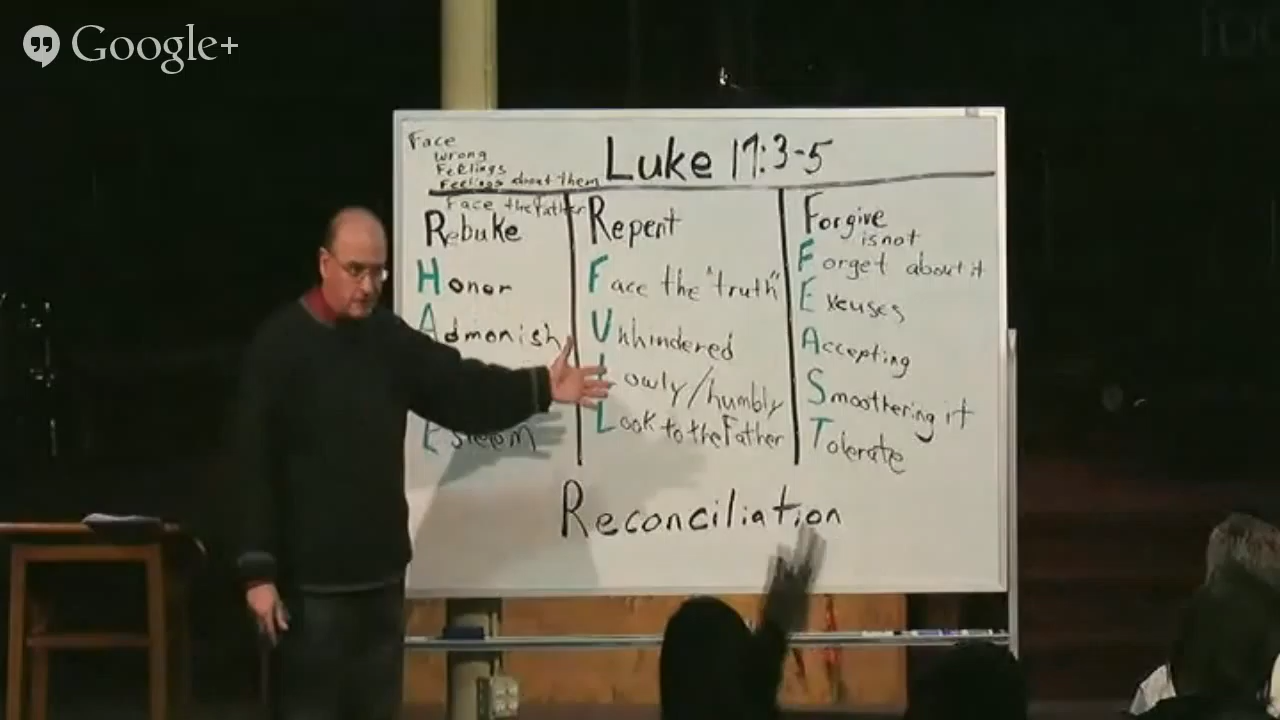 Google+
Face
Wrong
Feelings
Feelings about them
Face the Father
Luke 17:3-5
Rebuke
Honor
Admonish
Esteem
Repent
Face the "truth"
Unhindered
Lowly/humbly
Look to the Father
Forgive
is not
Forget about it
Exeuses
Accepting
Smoothering it
Tolerate
Reconciliation